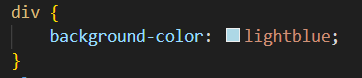 div {
    background-color: lightblue;
}